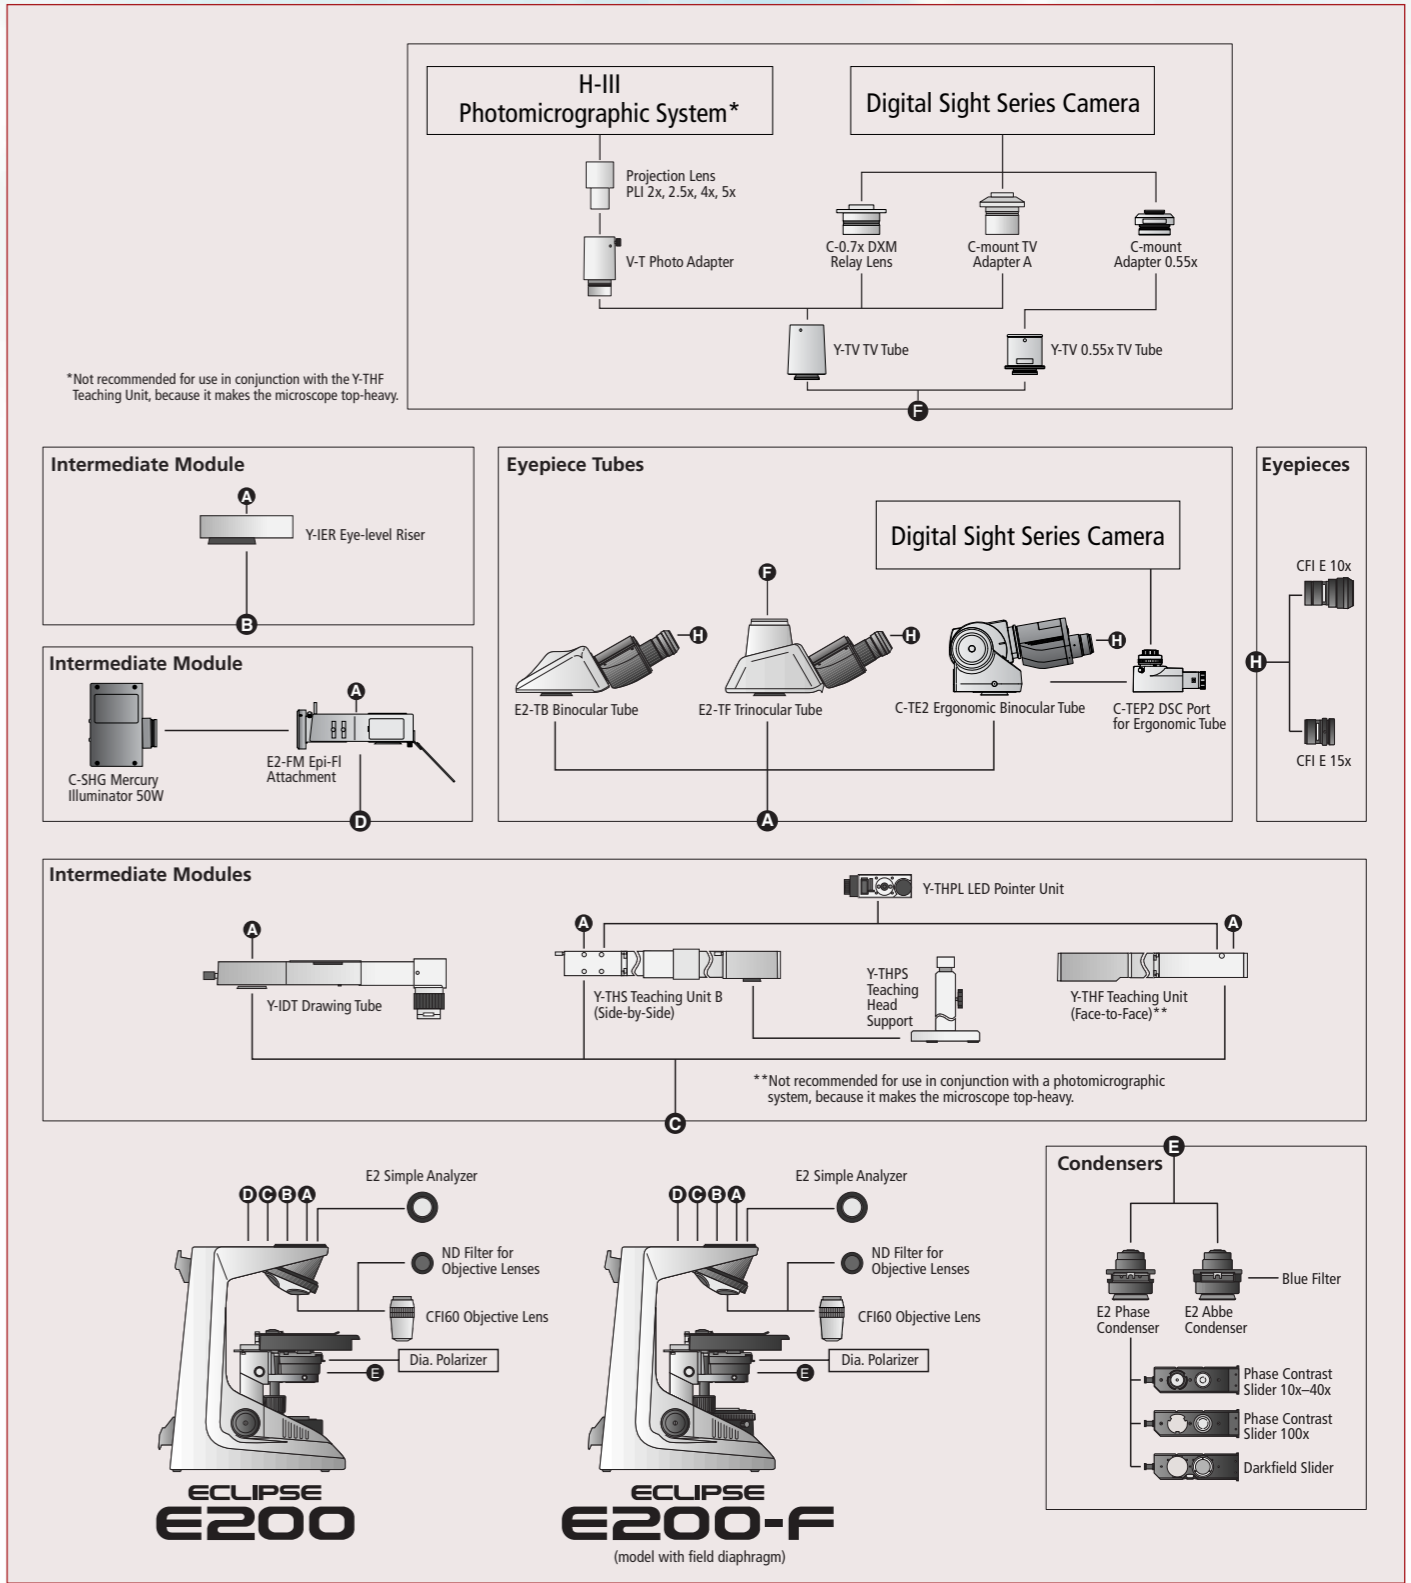 H-III
Photomicrographic System*
Digital Sight Series Camera
Projection Lens
PLI 2x, 2.5x, 4x, 5x
V-T Photo Adapter
C-0.7x DXM
Relay Lens
C-mount TV
Adapter A
C-mount
Adapter 0.55x
Y-TV TV Tube
Y-TV 0.55x TV Tube
*Not recommended for use in conjunction with the Y-THF
Teaching Unit, because it makes the microscope top-heavy.
F
Intermediate Module
A
Y-IER Eye-level Riser
B
Intermediate Module
A
C-SHG Mercury
Illuminator 50W
E2-FM Epi-Fl
Attachment
D
Eyepiece Tubes
Digital Sight Series Camera
F
H
H
H
E2-TB Binocular Tube
E2-TF Trinocular Tube
C-TE2 Ergonomic Binocular Tube
C-TEP2 DSC Port
for Ergonomic Tube
A
Eyepieces
CFI E 10x
H
CFI E 15x
Intermediate Modules
Y-THPL LED Pointer Unit
A
A
A
Y-IDT Drawing Tube
Y-THS Teaching Unit B
(Side-by-Side)
Y-THPS
Teaching
Head
Support
Y-THF Teaching Unit
(Face-to-Face)**
**Not recommended for use in conjunction with a photomicrographic
system, because it makes the microscope top-heavy.
C
D C B A
E2 Simple Analyzer
ND Filter for
Objective Lenses
CFI60 Objective Lens
Dia. Polarizer
E
ECLIPSE
E200
D C B A
E2 Simple Analyzer
ND Filter for
Objective Lenses
CFI60 Objective Lens
Dia. Polarizer
E
ECLIPSE
E200-F
(model with field diaphragm)
E
Condensers
Blue Filter
E2 Phase
Condenser
E2 Abbe
Condenser
Phase Contrast
Slider 10x–40x
Phase Contrast
Slider 100x
Darkfield Slider